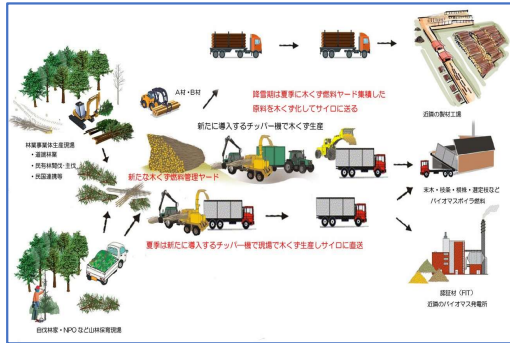 A材・B材
降雪期は夏季に木くず燃料ヤード集積した
原料を木くず化してサイロに送る
新たに導入するチッパー機で木くず生産
近隣の製材工場
林業事業体生産現場
・道議林業
・民有林間伐・主伐
・民国連携等
新たな木くず燃料管理ヤード
末木・枝葉・根株・選定枝など
バイオマスボイラ燃料
夏季は新たに導入するチッパー機で現場で木くず生産しサイロに直送
自伐林家・NPOなど山林保育現場
認証材（FIT）
近隣のバイオマス発電所